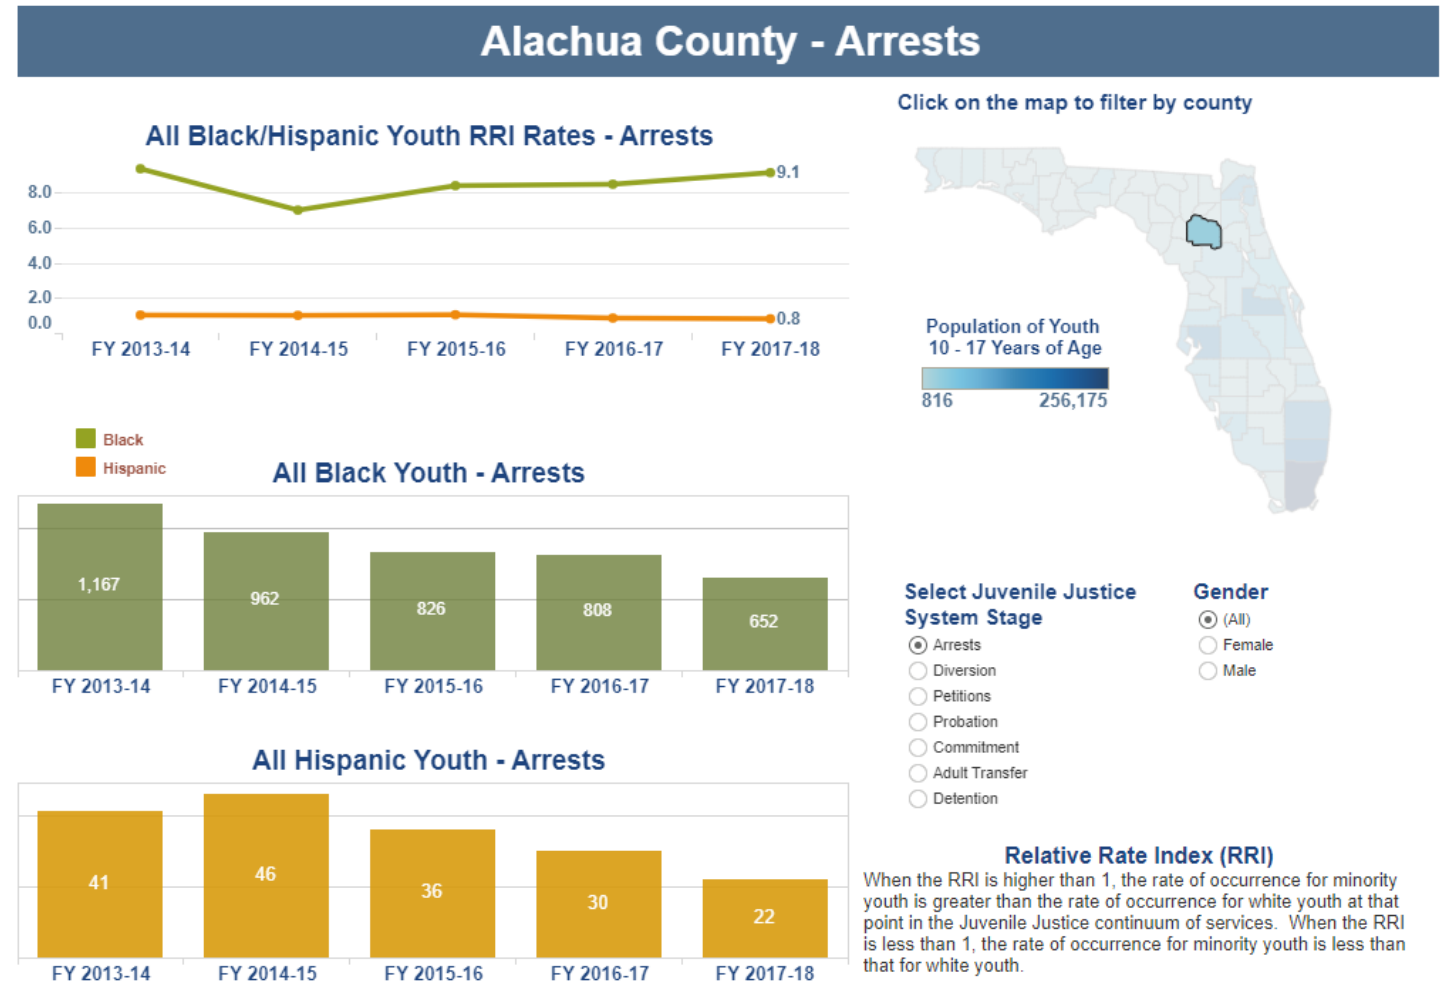 Alachua County - Arrests
All Black/Hispanic Youth RRI Rates - Arrests
8.0
6.0
4.0
2.0
0.0
9.1
0.8
FY 2013-14
FY 2014-15
FY 2015-16
FY 2016-17
FY 2017-18
Black
Hispanic
All Black Youth - Arrests
1,167
962
826
808
652
FY 2013-14
FY 2014-15
FY 2015-16
FY 2016-17
FY 2017-18
All Hispanic Youth - Arrests
41
46
36
30
22
FY 2013-14
FY 2014-15
FY 2015-16
FY 2016-17
FY 2017-18
Click on the map to filter by county
Population of Youth
10 - 17 Years of Age
816
256,175
Select Juvenile Justice
System Stage
Arrests
Diversion
Petitions
Probation
Commitment
Adult Transfer
Detention
Gender
(All)
Female
Male
Relative Rate Index (RRI)
When the RRI is higher than 1, the rate of occurrence for minority
youth is greater than the rate of occurrence for white youth at that
point in the Juvenile Justice continuum of services. When the RRI
is less than 1, the rate of occurrence for minority youth is less than
that for white youth.